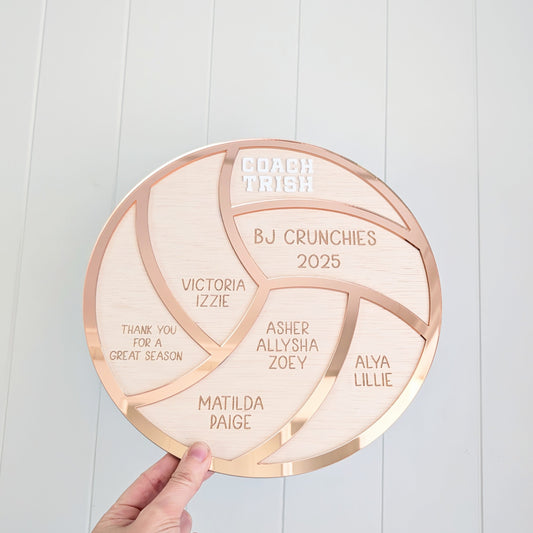 COACH
TRISH
BJ CRUNCHIES
2025
VICTORIA
IZZIE
THANK YOU
FOR A
GREAT SEASON
ASHER
ALLYSHA
ZOEY
ALYA
LILLIE
MATILDA
PAIGE